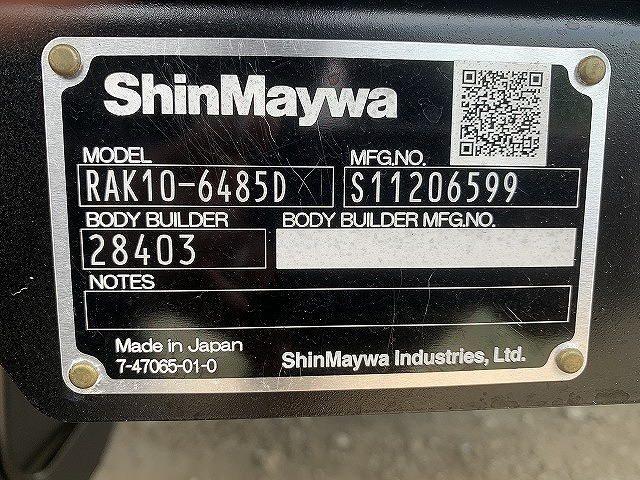 ShinMaywa
MODEL
MFG.NO.
RAK10-6485D
S11206599
BODY BUILDER
BODY BUILDER MFG.NO.
28403
NOTES
Made in Japan
7-47065-01-0
ShinMaywa Industries, Ltd.